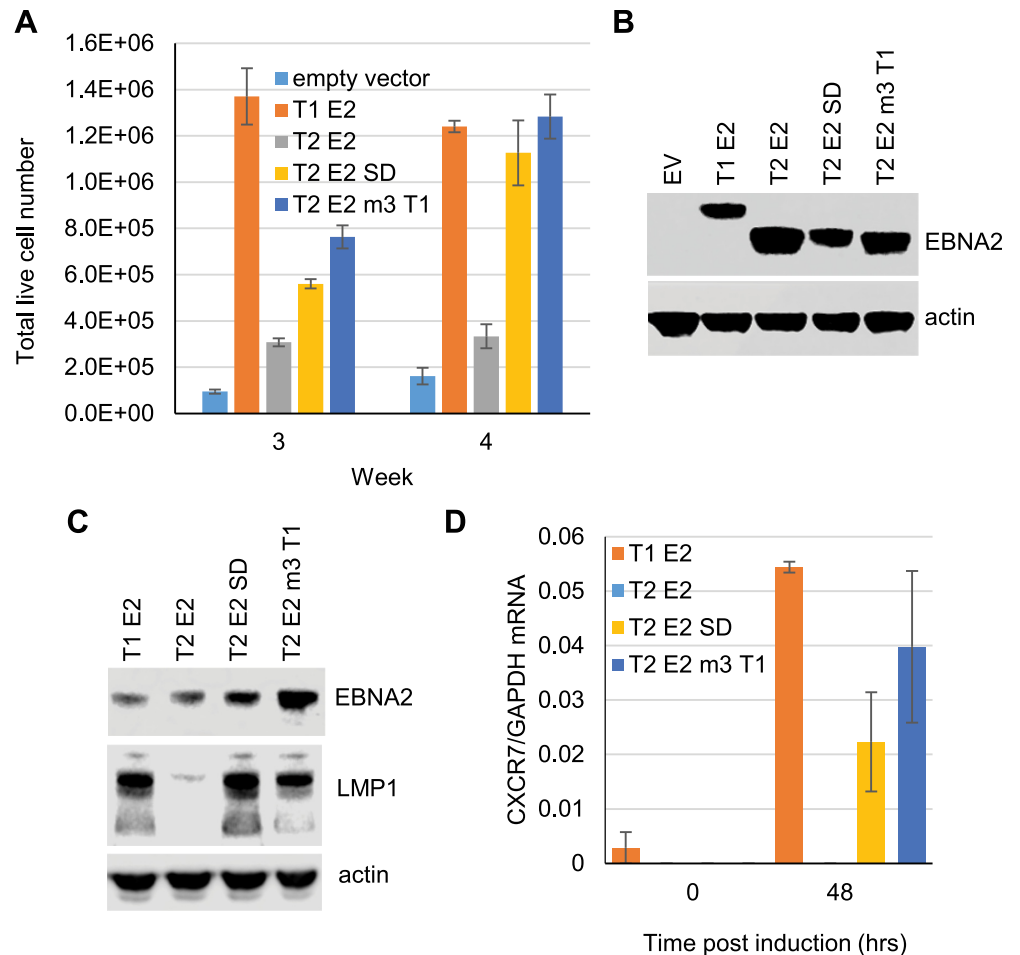 A
Total live cell number
1.6E+06
1.4E+06
1.2E+06
1.0E+06
8.0E+05
6.0E+05
4.0E+05
2.0E+05
0.0E+00
empty vector
T1 E2
T2 E2
T2 E2 SD
T2 E2 m3 T1
3
4
Week
B
EV
T1 E2
T2 E2
T2 E2 SD
T2 E2 m3 T1
EBNA2
actin
C
T1 E2
T2 E2
T2 E2 SD
T2 E2 m3 T1
EBNA2
LMP1
actin
D
CXCR7/GAPDH mRNA
0.06
0.05
0.04
0.03
0.02
0.01
0
T1 E2
T2 E2
T2 E2 SD
T2 E2 m3 T1
0
48
Time post induction (hrs)